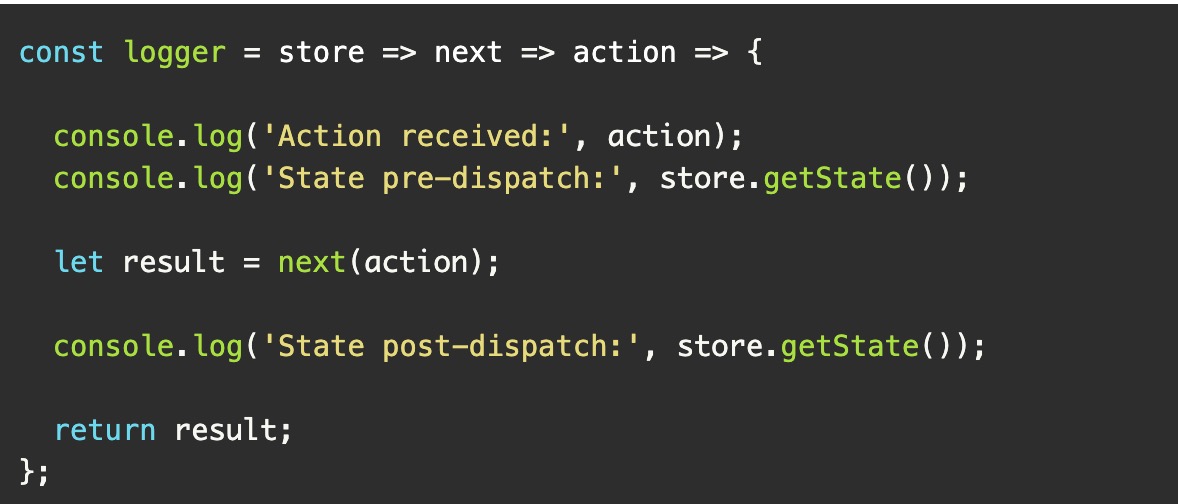 const logger = store => next => action => {
console.log('Action received:', action);
console.log('State pre-dispatch:', store.getState());
let result = next(action);
console.log('State post-dispatch:', store.getState());
return result;
};